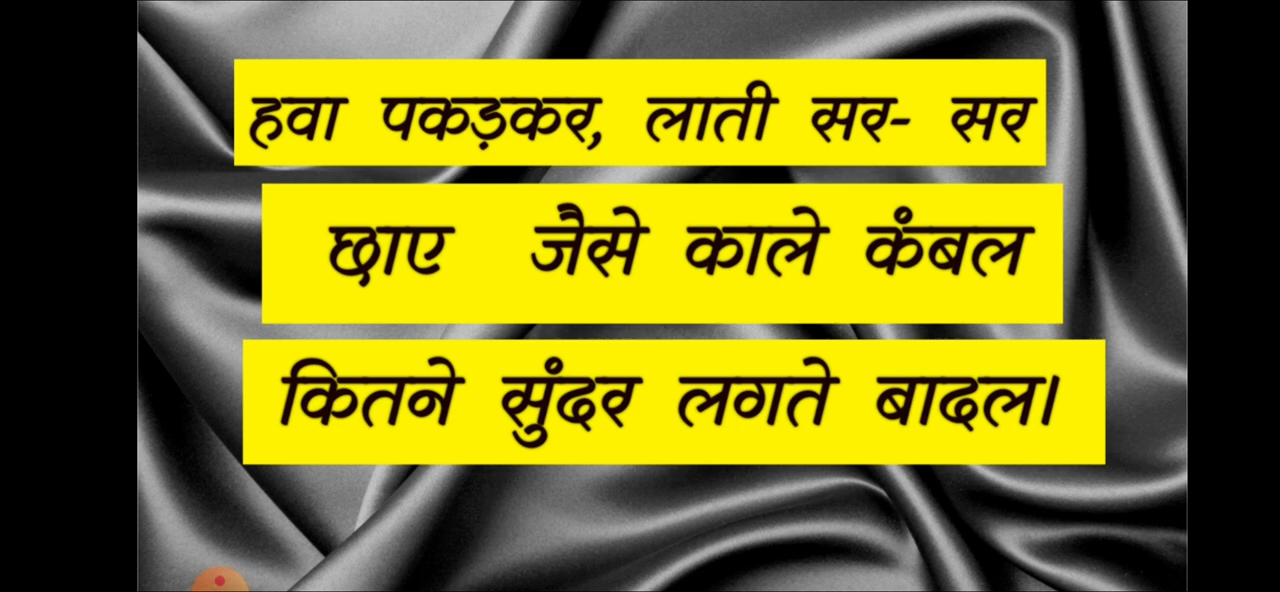 हवा पकड़कर, लाती सर- सर
छाए जैसे काले कंबल
कितने सुंदर लगते बादल।